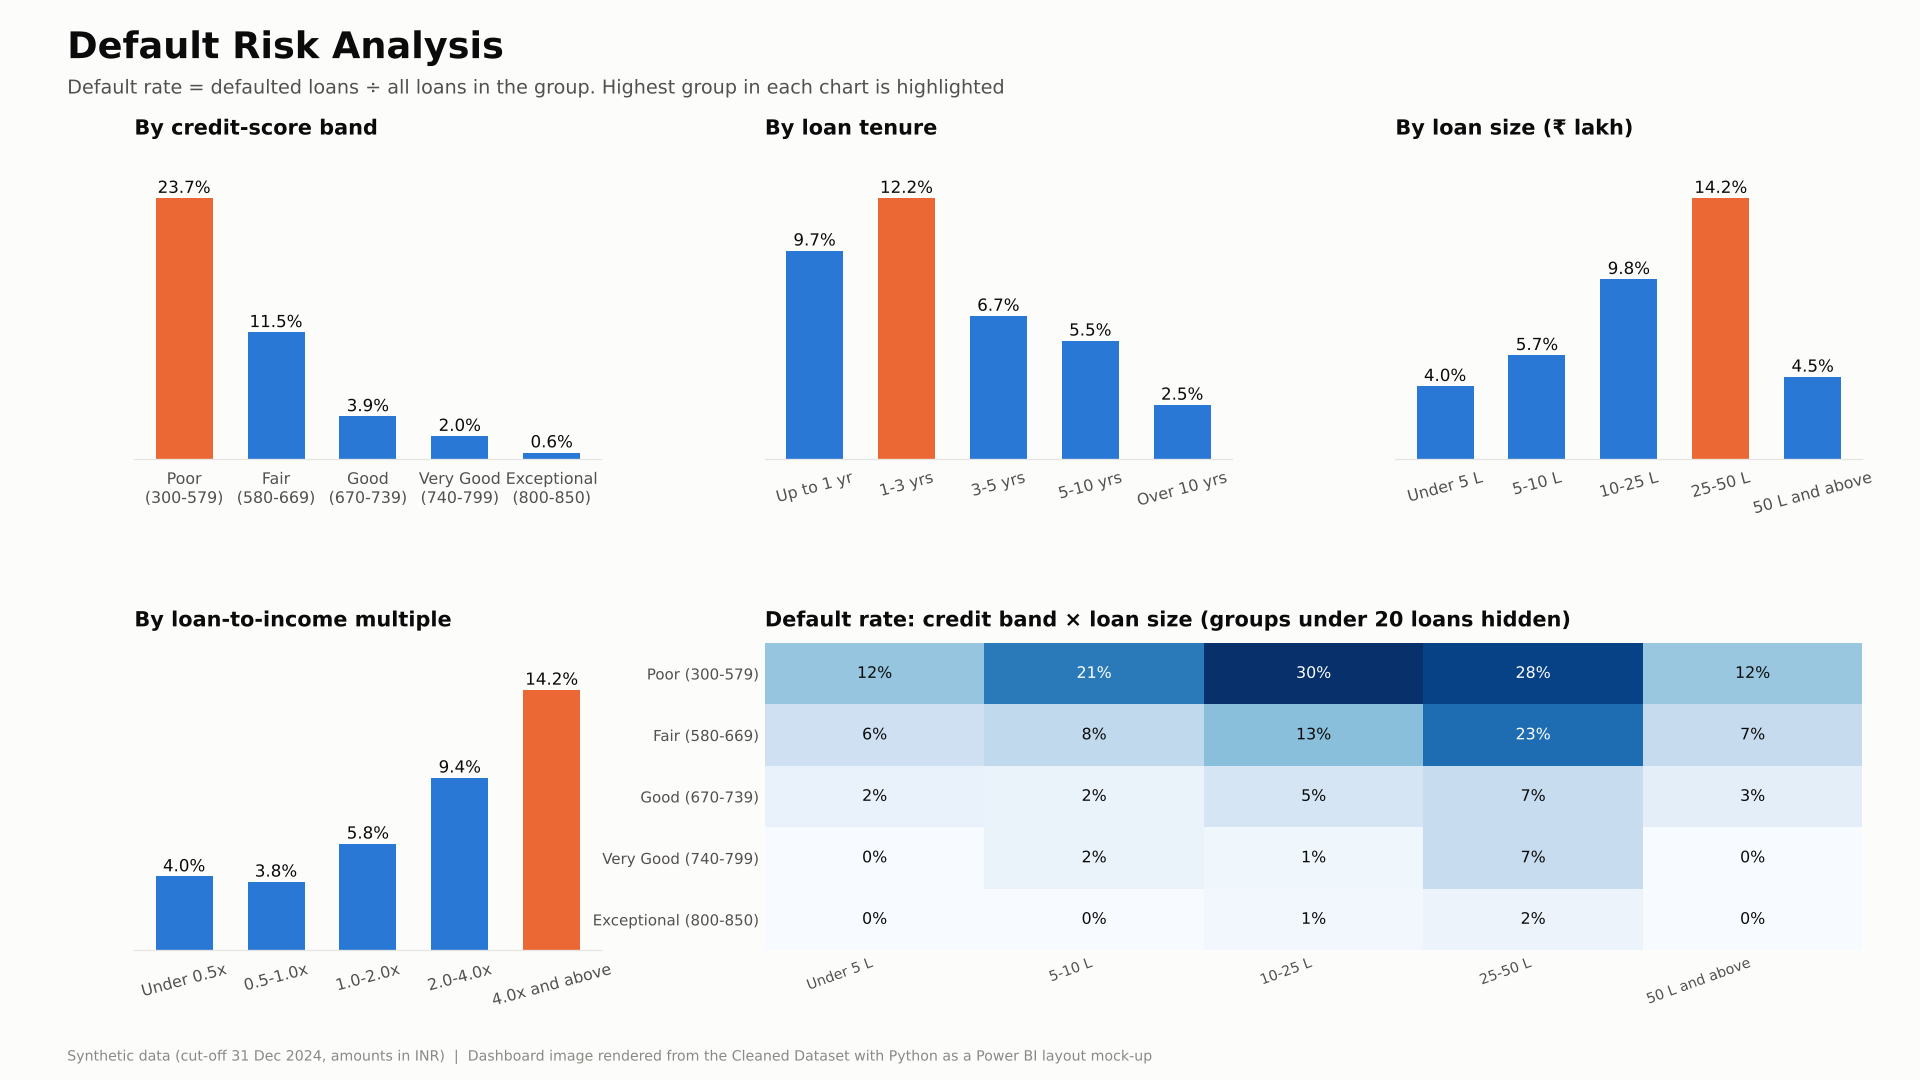 Default Risk Analysis
Default rate = defaulted loans ÷ all loans in the group. Highest group in each chart is highlighted
By credit-score band
23.7%
11.5%
3.9%
2.0%
0.6%
Poor
(300-579)
Fair
(580-669)
Good
(670-739)
Very Good
(740-799)
Exceptional
(800-850)
By loan tenure
9.7%
12.2%
6.7%
5.5%
2.5%
Up to 1 yr
1-3 yrs
3-5 yrs
5-10 yrs
Over 10 yrs
By loan size (₹ lakh)
4.0%
5.7%
9.8%
14.2%
4.5%
Under 5 L
5-10 L
10-25 L
25-50 L
50 L and above
By loan-to-income multiple
4.0%
3.8%
5.8%
9.4%
14.2%
Under 0.5x
0.5-1.0x
1.0-2.0x
2.0-4.0x
4.0x and above
Default rate: credit band × loan size (groups under 20 loans hidden)
Poor (300-579) 12% 21% 30% 28% 12%
Fair (580-669) 6% 8% 13% 23% 7%
Good (670-739) 2% 2% 5% 7% 3%
Very Good (740-799) 0% 2% 1% 7% 0%
Exceptional (800-850) 0% 0% 1% 2% 0%
Under 5 L
5-10 L
10-25 L
25-50 L
50 L and above
Synthetic data (cut-off 31 Dec 2024, amounts in INR) | Dashboard image rendered from the Cleaned Dataset with Python as a Power BI layout mock-up